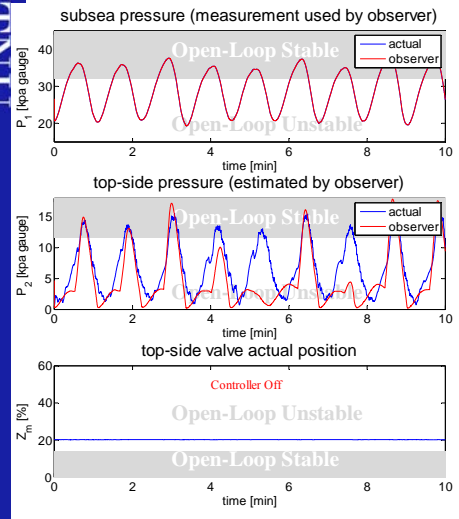 subsea pressure (measurement used by observer)
P1 [kpa gauge]
40
30
20
Open-Loop Stable
Open-Loop Unstable
actual
observer
0 2 4 6 8 10
time [min]
top-side pressure (estimated by observer)
P2 [kpa gauge]
15
10
5
0
Open-Loop Stable
Open-Loop Unstable
actual
observer
0 2 4 6 8 10
time [min]
top-side valve actual position
Zm [%]
60
40
20
0
Controller Off
Open-Loop Unstable
Open-Loop Stable
0 2 4 6 8 10
time [min]